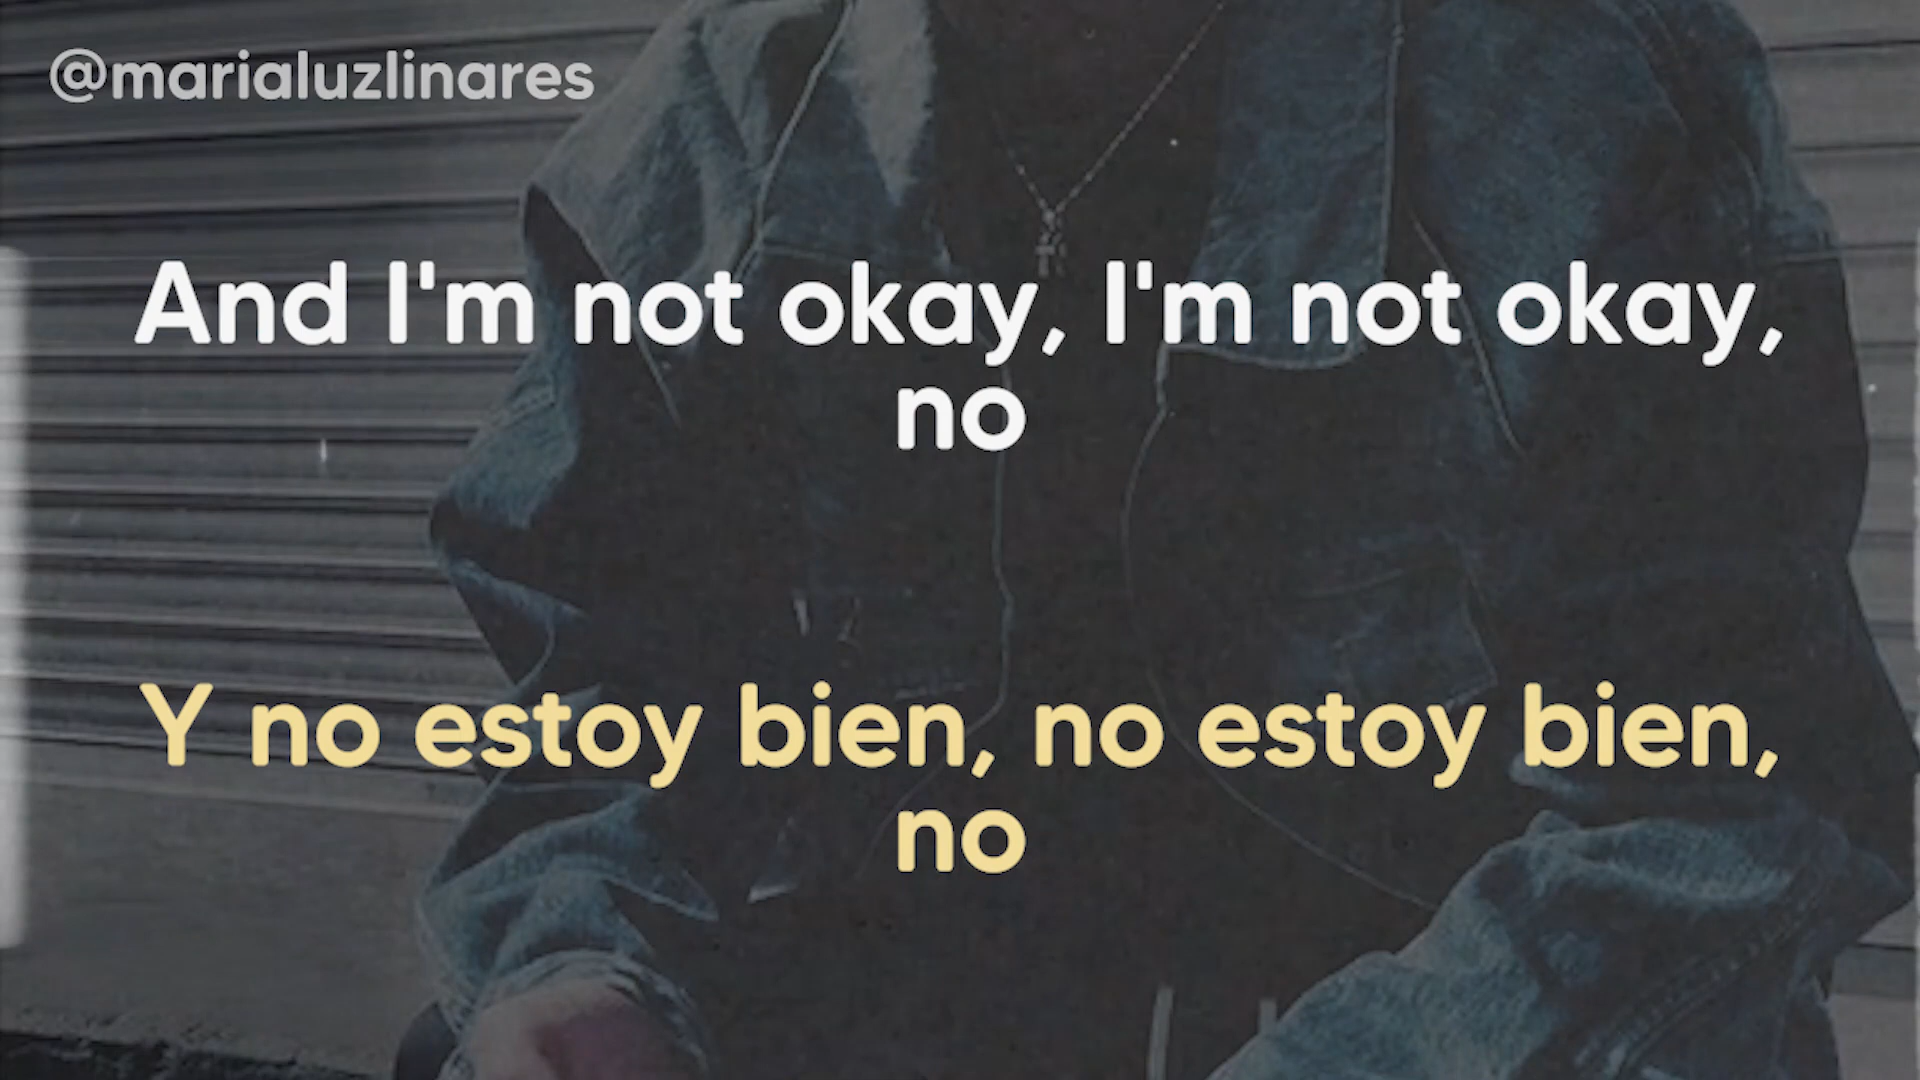 @marialuzlinares
And I'm not okay, I'm not okay,
no
Y no estoy bien, no estoy bien,
no